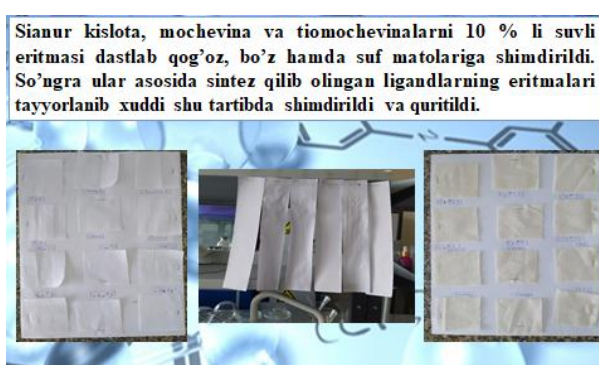 Sianur kislota, mochevina va tiomochevinalarni 10 % li suvli
eritmasi dastlab qog’oz, bo’z hamda suf matolariga shimdirildi.
So’ngra ular asosida sintez qilib olingan ligandlarning eritmalari
tayyorlanib xuddi shu tartibda shimdirildi va quritildi.